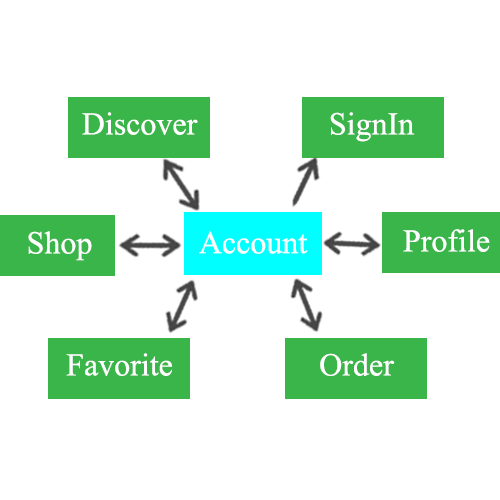 Discover
SignIn
Shop
Account
Profile
Favorite
Order